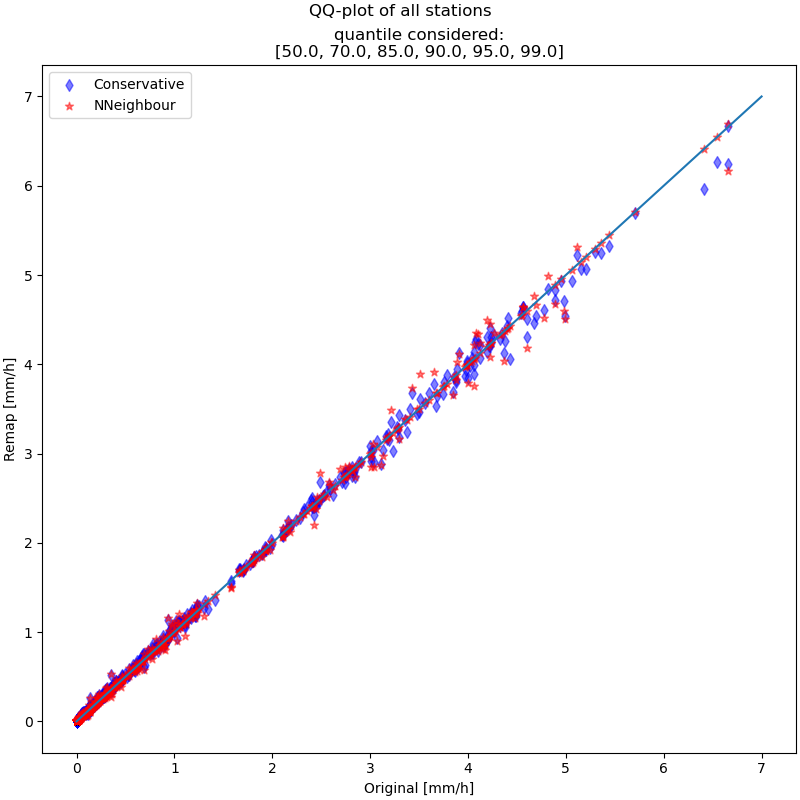 QQ-plot of all stations
quantile considered:
[50.0, 70.0, 85.0, 90.0, 95.0, 99.0]
Conservative
NNeighbour
Remap [mm/h]
7
6
5
4
3
2
1
0
0 1 2 3 4 5 6 7
Original [mm/h]